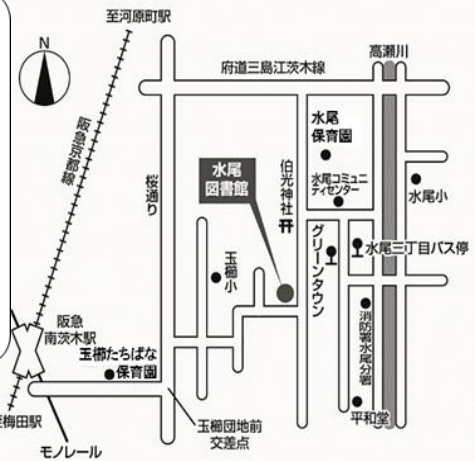 至河原町駅
N
阪急京都線
桜通り
府道三島江茨木線
高瀬川
水尾
保育園
水尾
図書館
伯光神社
水尾コミュニ
ティセンター
水尾小
玉櫛小
グリーンタウン
水尾三丁目バス停
消防署水尾分署
阪急
南茨木駅
玉櫛たちばな
保育園
平和堂
至梅田駅
モノレール
玉櫛団地前
交差点